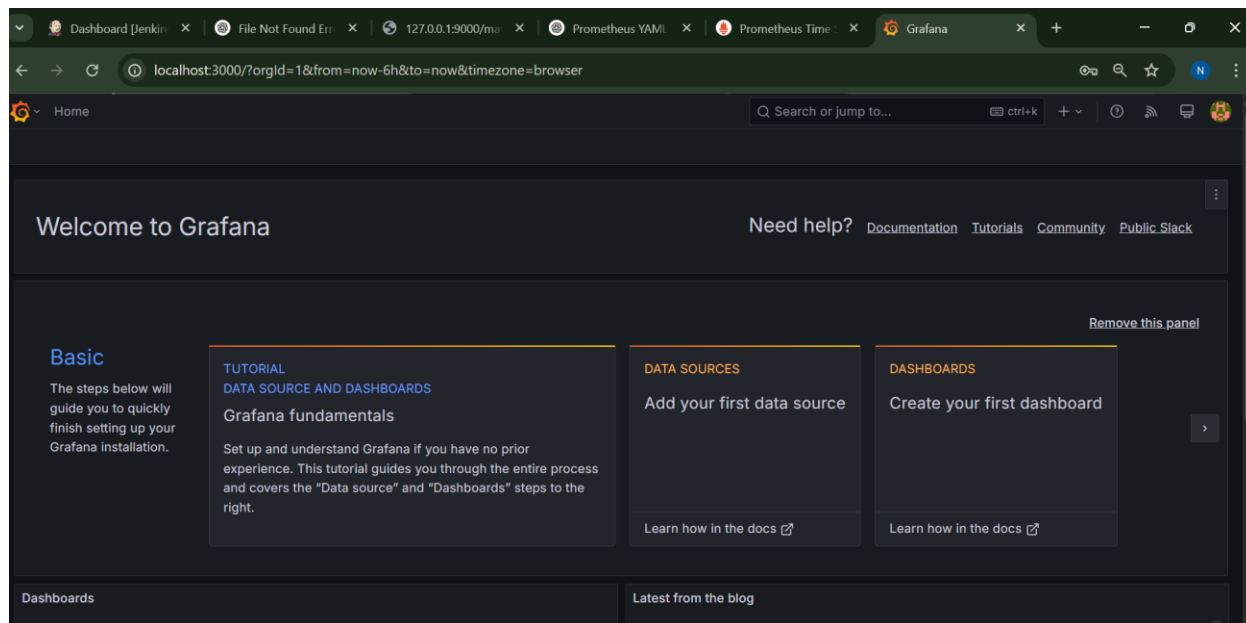 Dashboard [Jenkin
File Not Found Erro
127.0.0.1:9000/ma
Prometheus YAML
Prometheus Time S
Grafana
localhost:3000/?orgId=1&from=now-6h&to=now&timezone=browser
N
Home
Search or jump to...
ctrl+k
Welcome to Grafana
Need help? Documentation Tutorials Community Public Slack
Remove this panel
Basic
The steps below will
guide you to quickly
finish setting up your
Grafana installation.
TUTORIAL
DATA SOURCE AND DASHBOARDS
Grafana fundamentals
Set up and understand Grafana if you have no prior
experience. This tutorial guides you through the entire process
and covers the “Data source” and “Dashboards” steps to the
right.
DATA SOURCES
Add your first data source
Learn how in the docs
DASHBOARDS
Create your first dashboard
Learn how in the docs
Dashboards
Latest from the blog